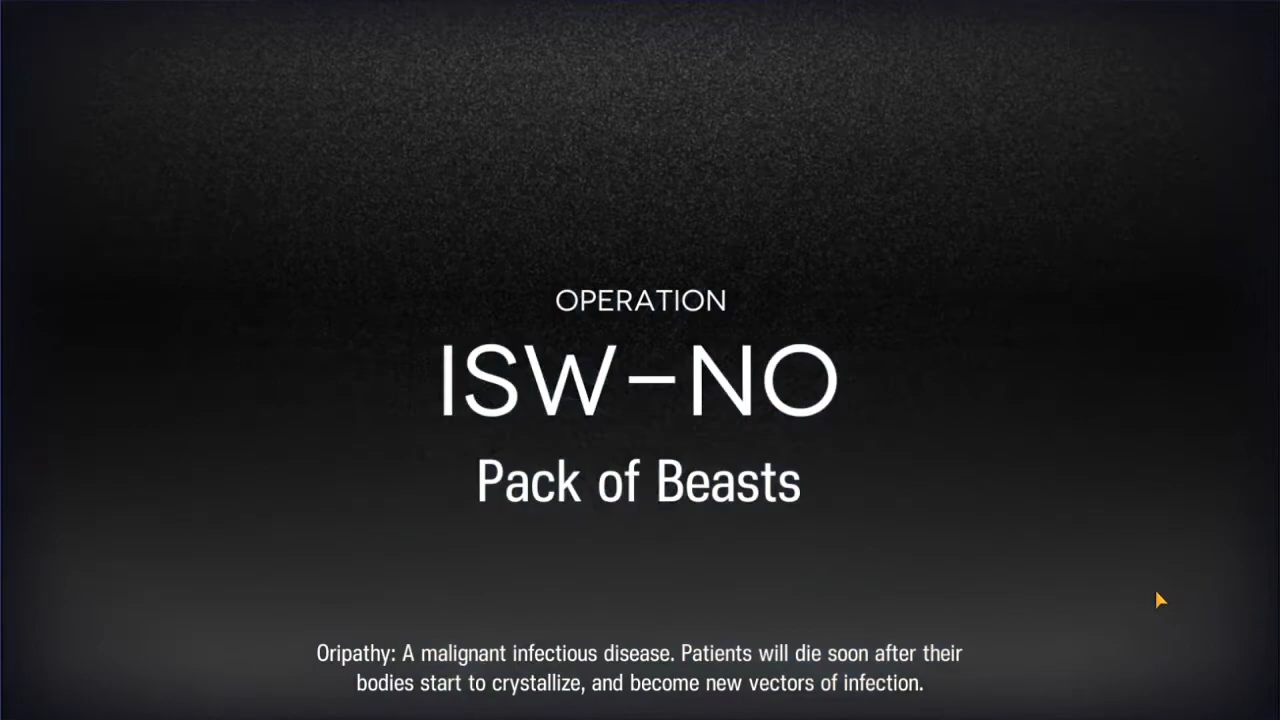 OPERATION
ISW-NO
Pack of Beasts
Oripathy: A malignant infectious disease. Patients will die soon after their
bodies start to crystallize, and become new vectors of infection.